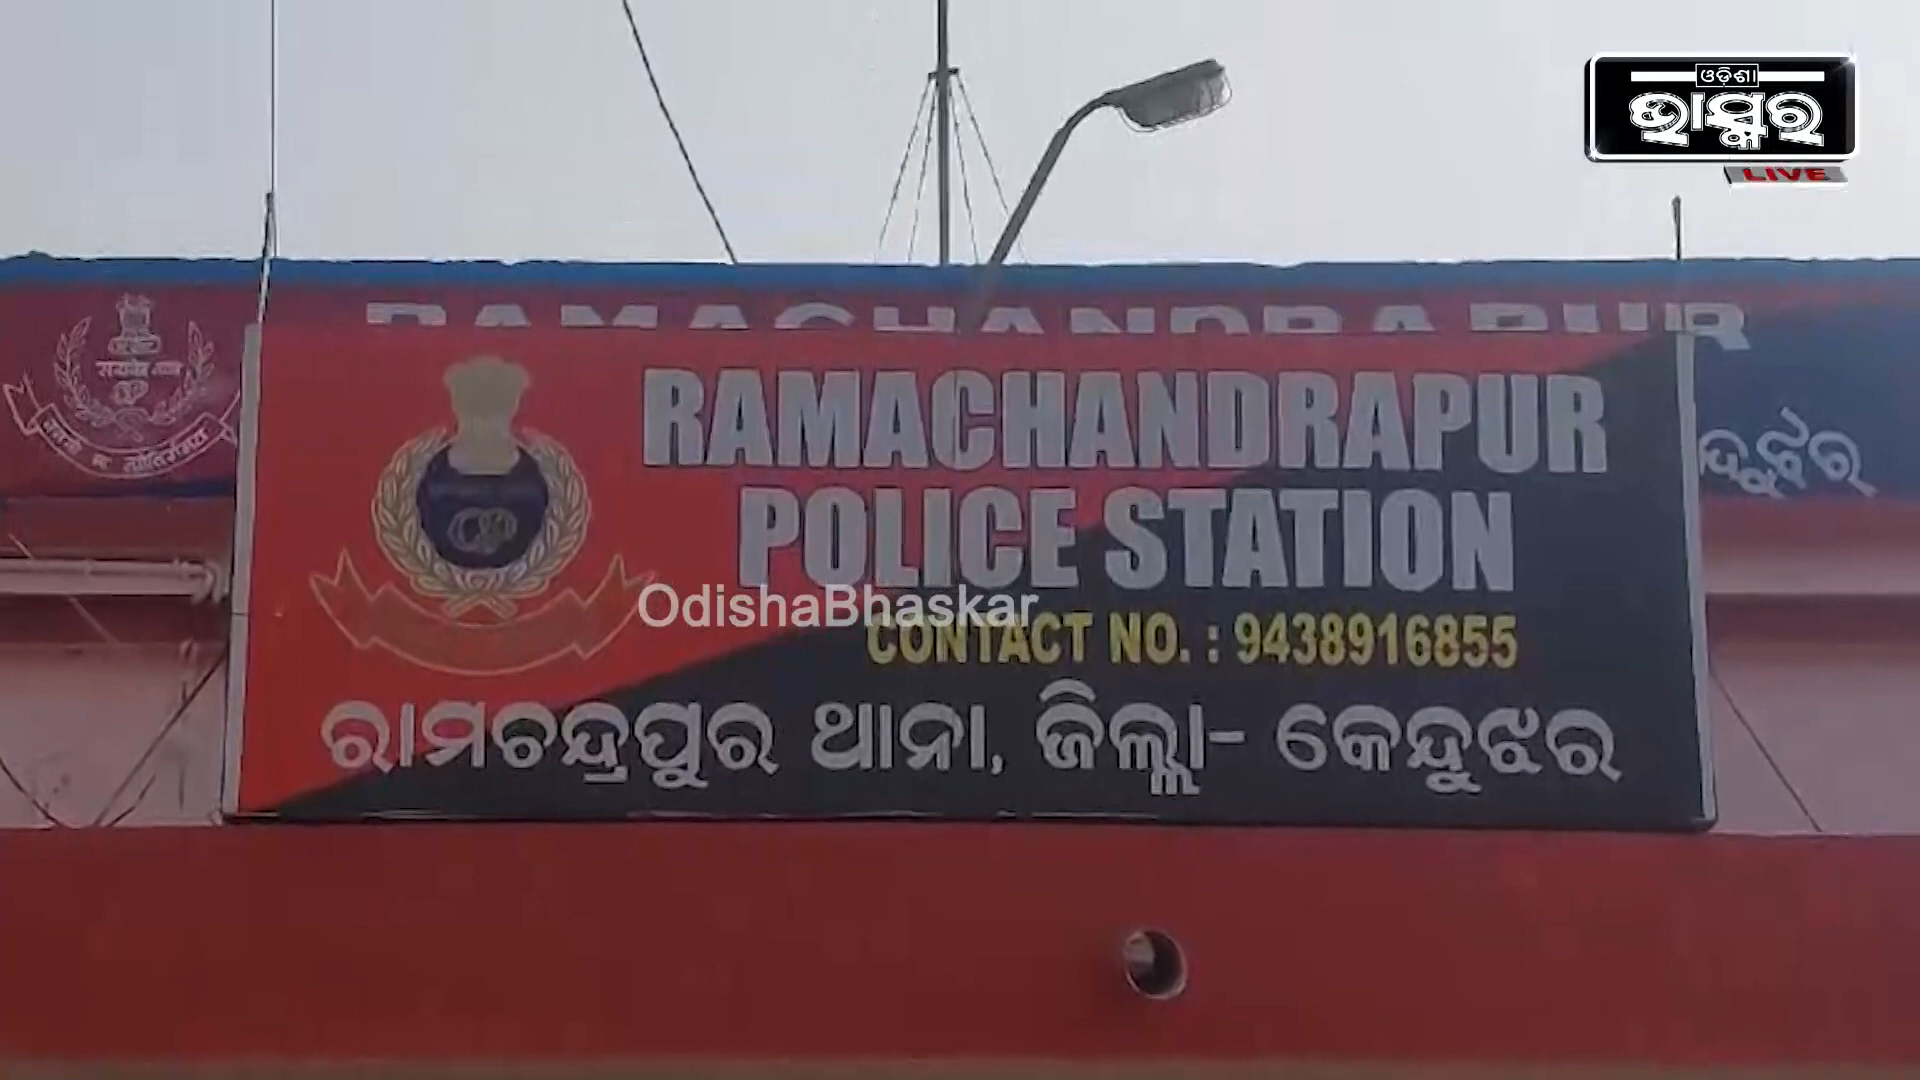 ଓଡ଼ିଶା
ଭାସ୍କର
LIVE
RAMACHANDRAPUR
RAMACHANDRAPUR
POLICE STATION
OdishaBhaskar
CONTACT NO. : 9438916855
ରାମଚନ୍ଦ୍ରପୁର ଥାନା, ଜିଲ୍ଲା- କେନ୍ଦୁଝର